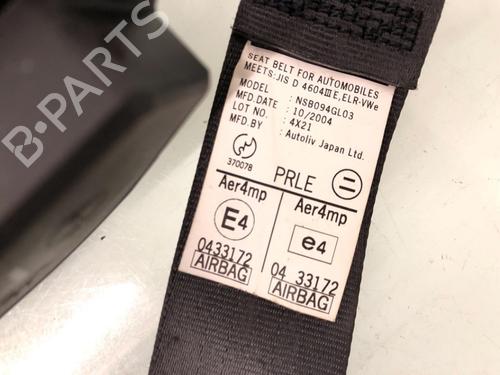 B-Parts
SEAT BELT FOR AUTOMOBILES
MEETS:JIS D 4604ⅢE,ELR-VWe
MODEL : NSB094GL03
MFD.DATE : 10/2004
LOT NO. : 4X21
MFD.BY : Autoliv Japan Ltd.
370078
PRLE
Aer4mp Aer4mp
E4 e4
0433172 04 33172
AIRBAG AIRBAG